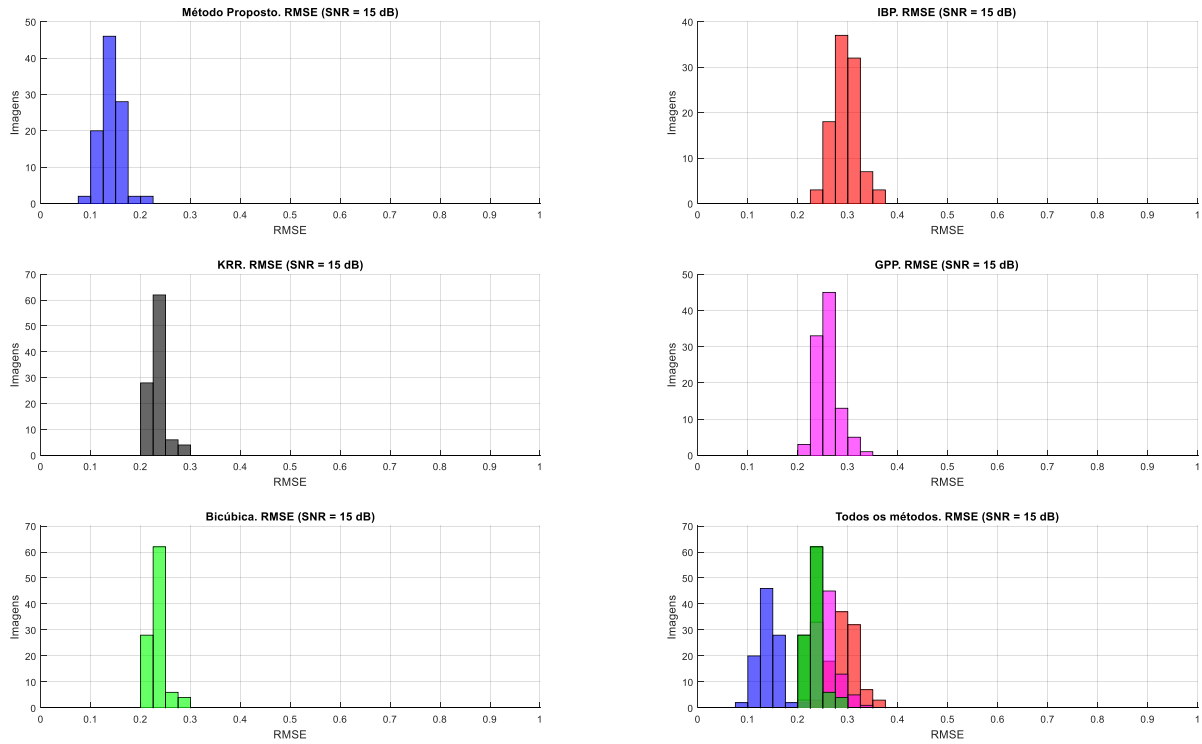 Método Proposto. RMSE (SNR = 15 dB)
50
40
30
20
10
0
Imagens
0 0.1 0.2 0.3 0.4 0.5 0.6 0.7 0.8 0.9 1
RMSE
IBP. RMSE (SNR = 15 dB)
40
30
20
10
0
Imagens
0 0.1 0.2 0.3 0.4 0.5 0.6 0.7 0.8 0.9 1
RMSE
KRR. RMSE (SNR = 15 dB)
70
60
50
40
30
20
10
0
Imagens
0 0.1 0.2 0.3 0.4 0.5 0.6 0.7 0.8 0.9 1
RMSE
GPP. RMSE (SNR = 15 dB)
50
40
30
20
10
0
Imagens
0 0.1 0.2 0.3 0.4 0.5 0.6 0.7 0.8 0.9 1
RMSE
Bicúbica. RMSE (SNR = 15 dB)
70
60
50
40
30
20
10
0
Imagens
0 0.1 0.2 0.3 0.4 0.5 0.6 0.7 0.8 0.9 1
RMSE
Todos os métodos. RMSE (SNR = 15 dB)
70
60
50
40
30
20
10
0
Imagens
0 0.1 0.2 0.3 0.4 0.5 0.6 0.7 0.8 0.9 1
RMSE